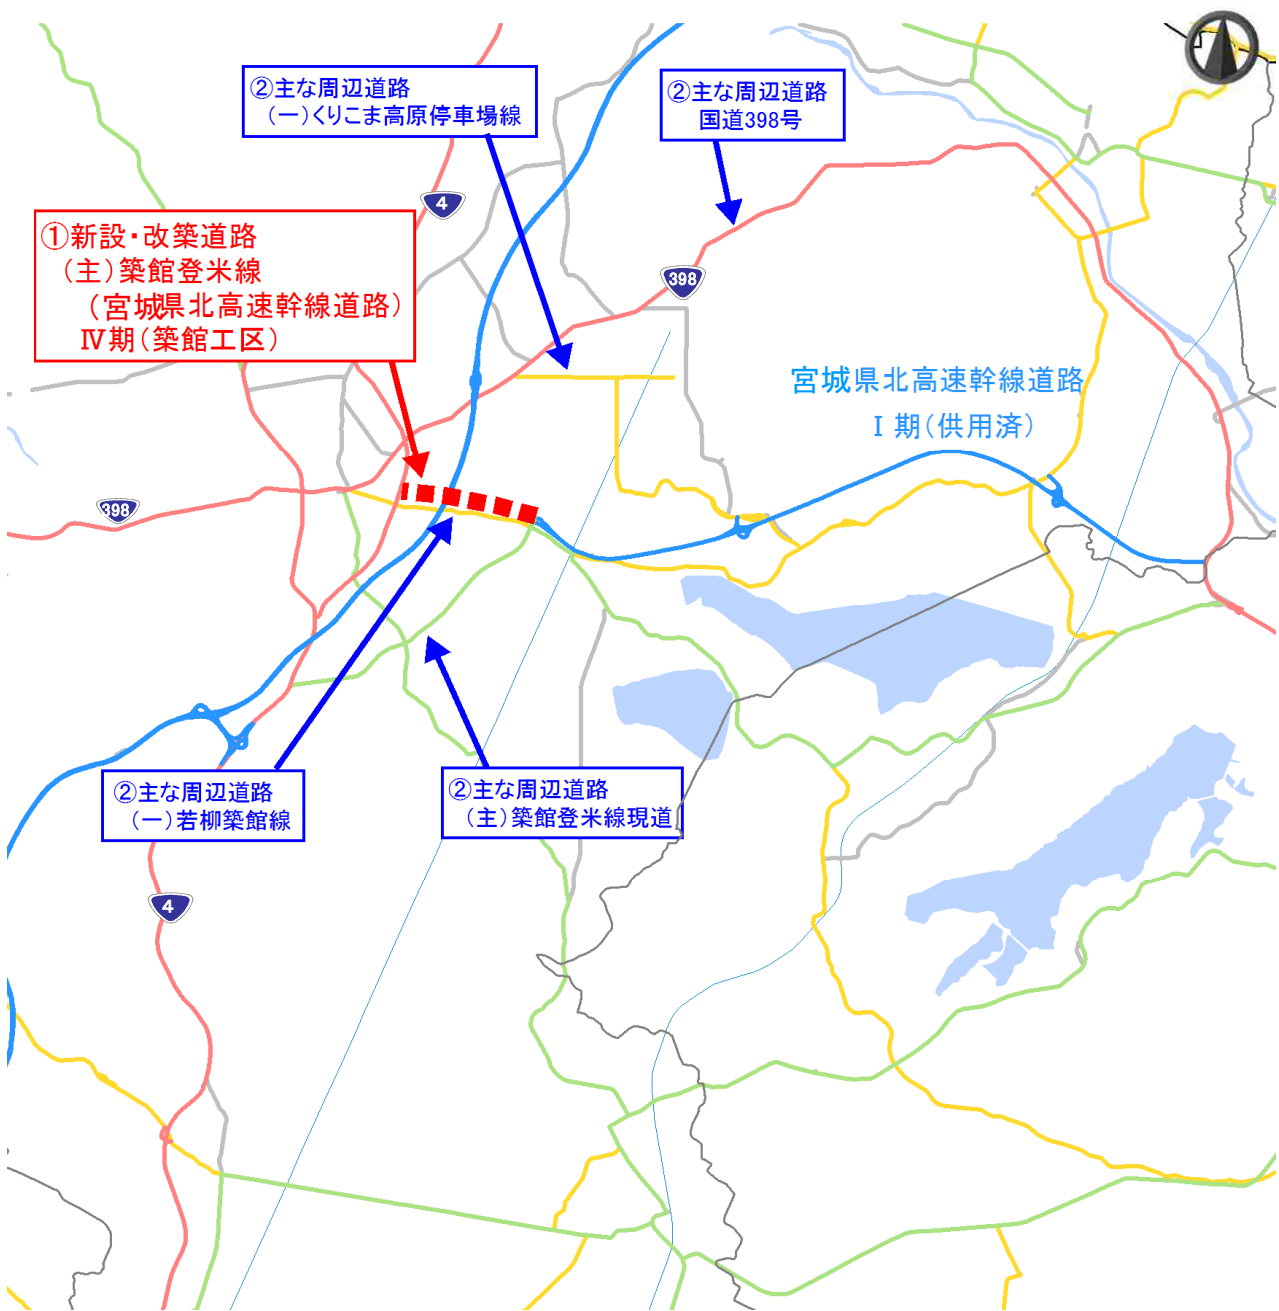 ②主な周辺道路
(一)くりこま高原停車場線
②主な周辺道路
国道398号
4
①新設・改築道路
(主)築館登米線
(宮城県北高速幹線道路)
Ⅳ期(築館工区)
398
宮城県北高速幹線道路
Ⅰ期(供用済)
398
②主な周辺道路
(一)若柳築館線
②主な周辺道路
(主)築館登米線現道
4